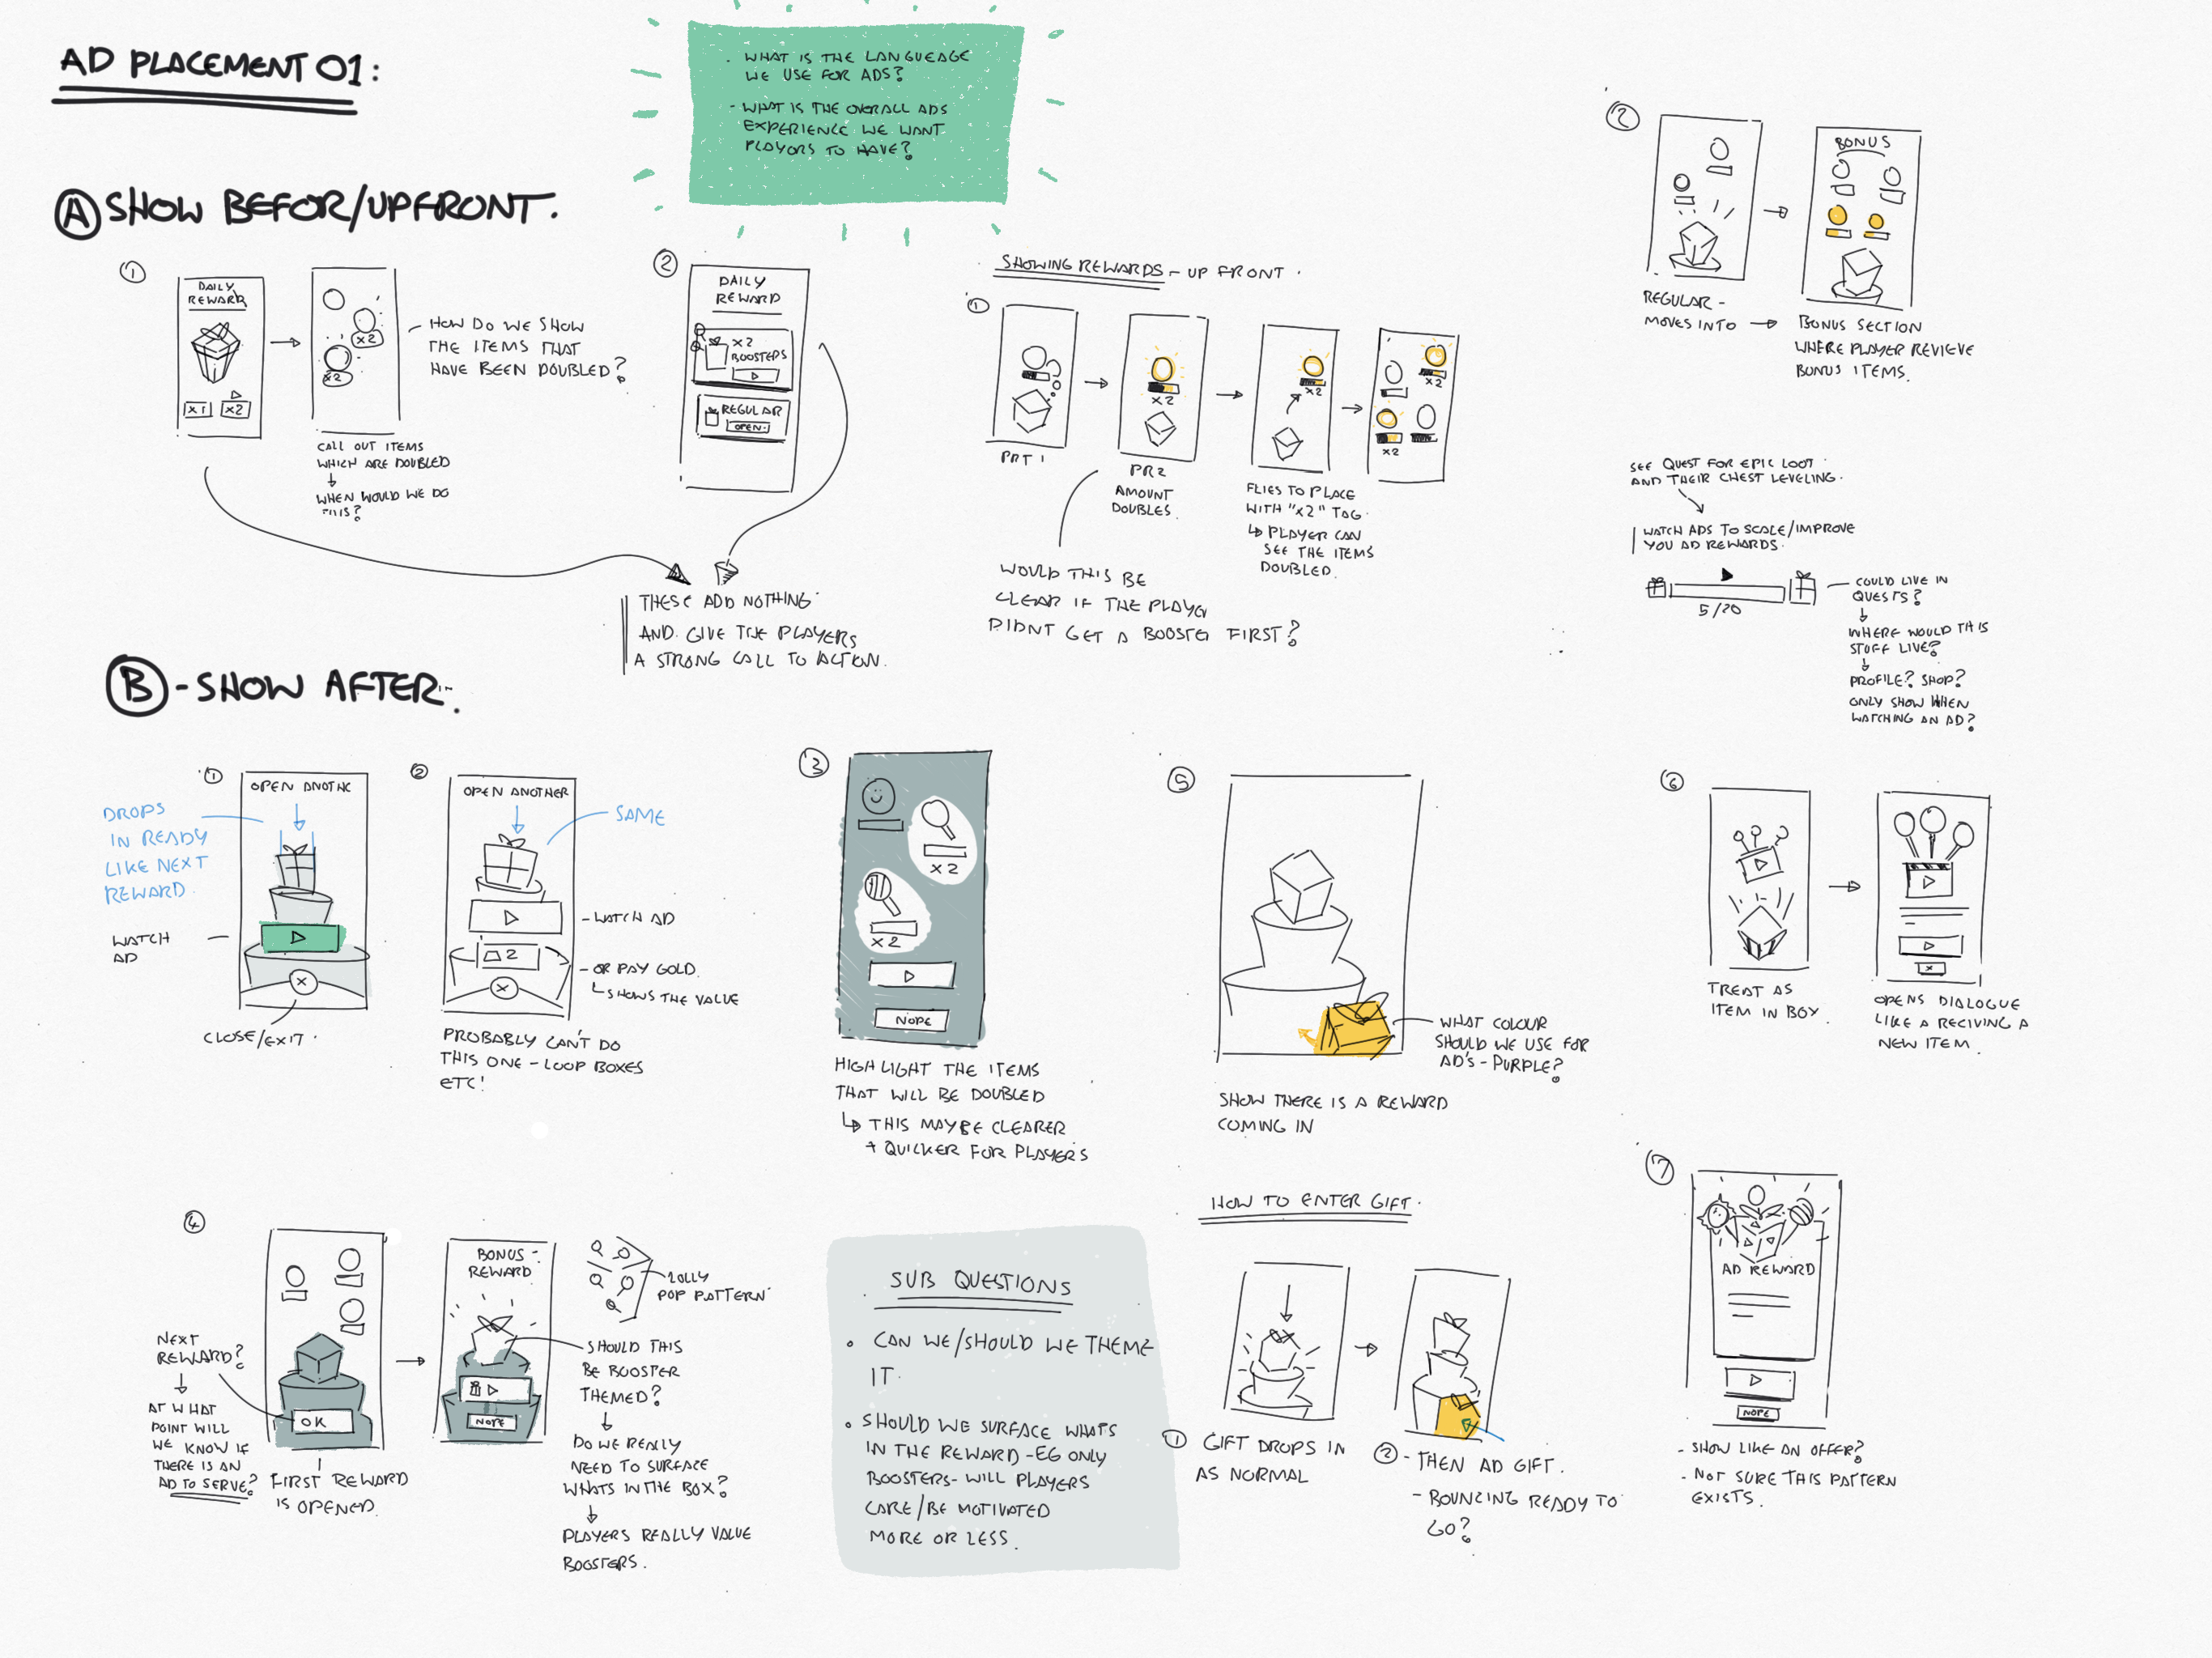 AD PLACEMENT 01:
. WHAT IS THE LANGUEAGE
WE USE FOR ADS?
- WHAT IS THE OVERALL ADS
EXPERIENCE WE WANT
PLAYORS TO HAVE?
A SHOW BEFOR/UPFRONT.
1
DAILY
REWARD
x1 x2
x2
x2
HOW DO WE SHOW
THE ITEMS THAT
HAVE BEEN DOUBLED?
CALL OUT ITEMS
WHICH ARE DOUBLED
WHEN WOULD WE DO
THIS?
2
DAILY
REWARD
x2
BOOSTERS
REGULAR
OPEN
THESE ADD NOTHING
AND GIVE THE PLAYERS
A STRONG CALL TO ACTION.
SHOWING REWARDS - UP FRONT.
1
PRT 1
x2
PR2
AMOUNT
DOUBLES.
x2
FLIES TO PLACE
WITH "x2" TAG.
PLAYER CAN
SEE THE ITEMS
DOUBLED.
x2
x2
WOULD THIS BE
CLEAR IF THE PLAYER
DIDNT GET A BOOSTER FIRST?
2
BONUS
REGULAR -
MOVES INTO
BONUS SECTION
WHERE PLAYER REVIEVE
BONUS ITEMS.
SEE QUEST FOR EPIC LOOT
AND THEIR CHEST LEVELING.
WATCH ADS TO SCALE/IMPROVE
YOU AD REWARDS.
5/20
COULD LIVE IN
QUESTS?
WHERE WOULD THIS
STUFF LIVE?
PROFILE? SHOP?
ONLY SHOW WHEN
WATCHING AN AD?
B - SHOW AFTER.
1
OPEN ANOTHE
DROPS
IN READY
LIKE NEXT
REWARD.
WATCH
AD
X
CLOSE/EXIT.
2
OPEN ANOTHER
SAME
- WATCH AD
2
- OR PAY GOLD.
SHOWS THE VALUE
X
PROBABLY CAN'T DO
THIS ONE - LOOP BOXES
ETC!
3
x2
x2
NOPE
HIGHLIGHT THE ITEMS
THAT WILL BE DOUBLED
THIS MAYBE CLEARER
+ QUICKER FOR PLAYERS
5
WHAT COLOUR
SHOULD WE USE FOR
AD'S - PURPLE?
SHOW THERE IS A REWARD
COMING IN
6
TREAT AS
ITEM IN BOX.
X
OPENS DIALOGUE
LIKE A RECIVING A
NEW ITEM.
4
NEXT
REWARD?
AT WHAT
POINT WILL
WE KNOW IF
THERE IS AN
AD TO SERVE?
OK
FIRST REWARD
IS OPENED.
BONUS -
REWARD
NOPE
LOLLY
POP PATTERN
SHOULD THIS
BE BOOSTER
THEMED?
DO WE REALLY
NEED TO SURFACE
WHATS IN THE BOX?
PLAYERS REALLY VALUE
BOOSTERS.
SUB QUESTIONS
• CAN WE/SHOULD WE THEME
IT.
• SHOULD WE SURFACE WHATS
IN THE REWARD - EG ONLY
BOOSTERS - WILL PLAYERS
CARE/BE MOTIVATED
MORE OR LESS.
HOW TO ENTER GIFT.
1 GIFT DROPS IN
AS NORMAL
2 - THEN AD GIFT.
- BOUNCING READY TO
GO?
7
AD REWARD
NOPE
- SHOW LIKE AN OFFER?
- NOT SURE THIS PATTERN
EXISTS.